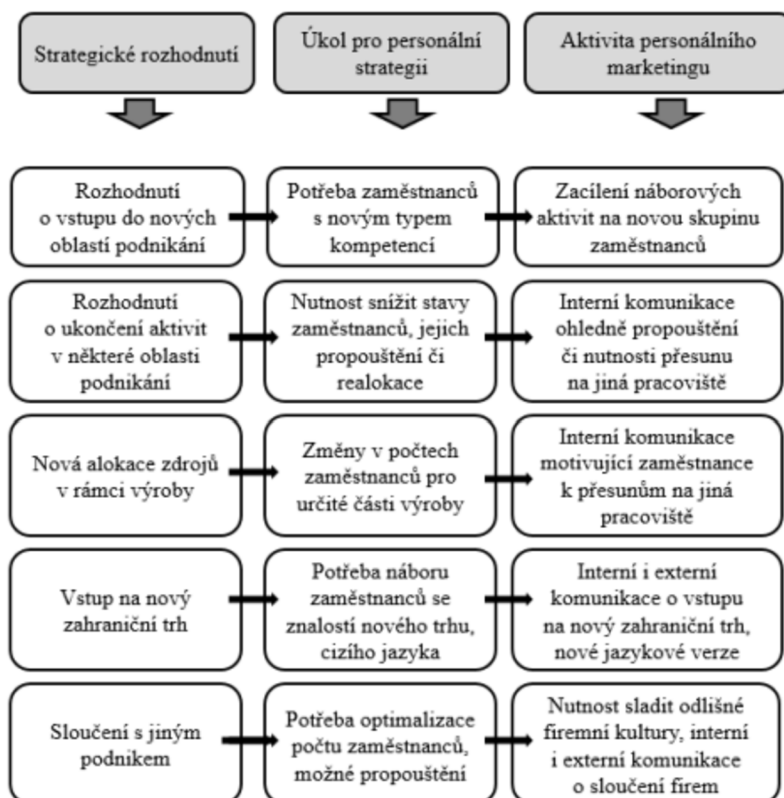 Strategické rozhodnutí
Úkol pro personální
strategii
Aktivita personálního
marketingu
Rozhodnutí
o vstupu do nových
oblastí podnikání
Potřeba zaměstnanců
s novým typem
kompetencí
Zacílení náborových
aktivit na novou skupinu
zaměstnanců
Rozhodnutí
o ukončení aktivit
v některé oblasti
podnikání
Nutnost snížit stavy
zaměstnanců, jejich
propouštění či
realokace
Interní komunikace
ohledně propouštění
či nutnosti přesunu
na jiná pracoviště
Nová alokace zdrojů
v rámci výroby
Změny v počtech
zaměstnanců pro
určité části výroby
Interní komunikace
motivující zaměstnance
k přesunům na jiná
pracoviště
Vstup na nový
zahraniční trh
Potřeba náboru
zaměstnanců se
znalostí nového trhu,
cizího jazyka
Interní i externí
komunikace o vstupu
na nový zahraniční trh,
nové jazykové verze
Sloučení s jiným
podnikem
Potřeba optimalizace
počtu zaměstnanců,
možné propouštění
Nutnost sladit odlišné
firemní kultury, interní
i externí komunikace
o sloučení firem